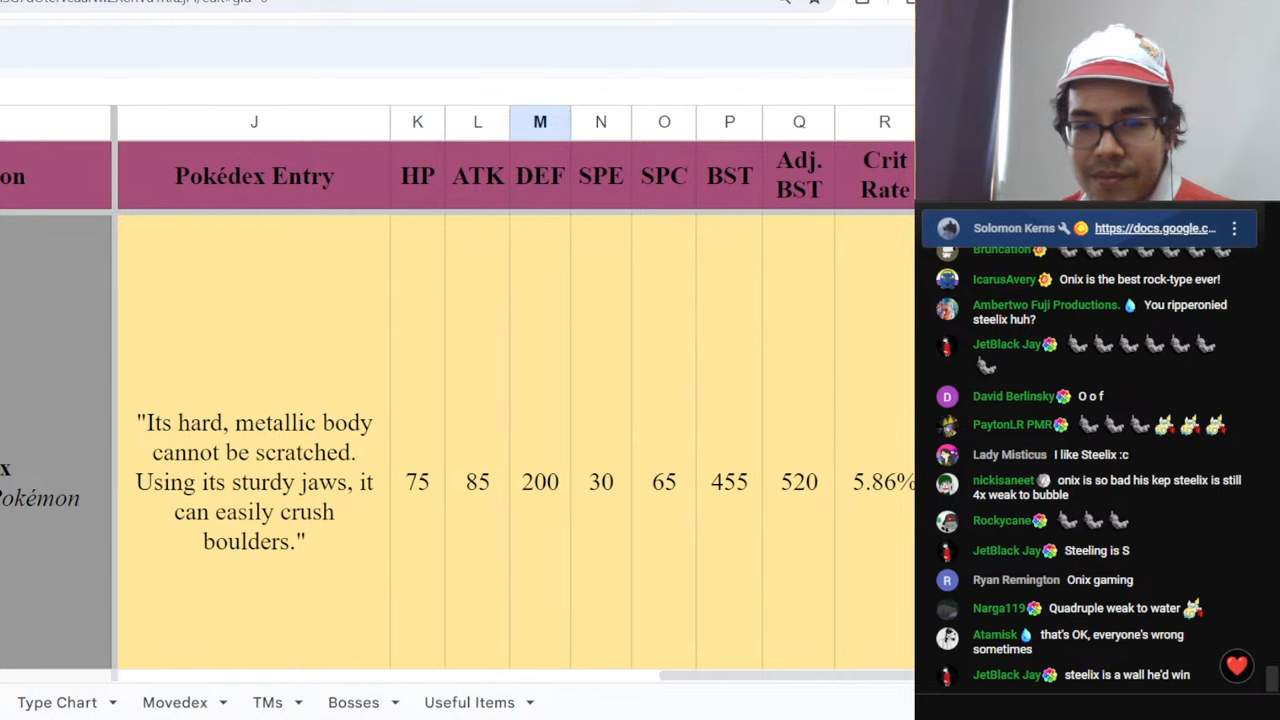 J K L M N O P Q R
on Pokédex Entry HP ATK DEF SPE SPC BST Adj. BST Crit Rate
"Its hard, metallic body
cannot be scratched.
Using its sturdy jaws, it
can easily crush
boulders."
x
Pokémon
75 85 200 30 65 455 520 5.86%
Type Chart Movedex TMs Bosses Useful Items
Solomon Kerns https://docs.google.c...
Bruncation
IcarusAvery Onix is the best rock-type ever!
Ambertwo Fuji Productions. You ripperonied
steelix huh?
JetBlack Jay
David Berlinsky O o f
PaytonLR PMR
Lady Misticus I like Steelix :c
nickisaneet onix is so bad his kep steelix is still
4x weak to bubble
Rockycane
JetBlack Jay Steeling is S
Ryan Remington Onix gaming
Narga119 Quadruple weak to water
Atamisk that's OK, everyone's wrong
sometimes
JetBlack Jay steelix is a wall he'd win